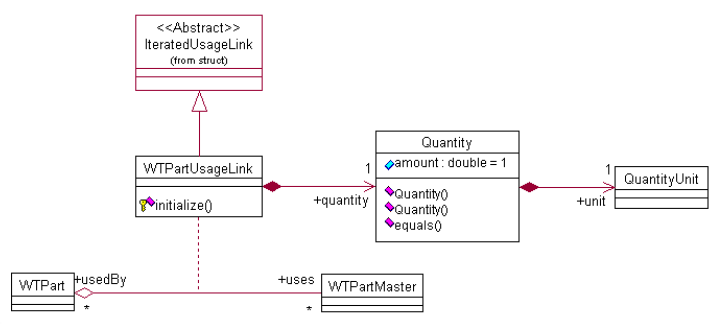 <<Abstract>>
IteratedUsageLink
(from struct)
WTPartUsageLink
initialize()
1
+quantity
Quantity
amount : double = 1
Quantity()
Quantity()
equals()
1
+unit
QuantityUnit
WTPart
+usedBy
*
+uses
*
WTPartMaster